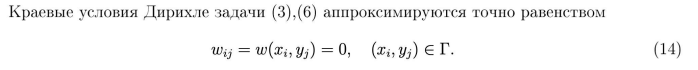 Краевые условия Дирихле задачи (3),(6) аппроксимируются точно равенством
w_{ij} = w(x_i, y_j) = 0, (x_i, y_j) ∈ Γ. (14)